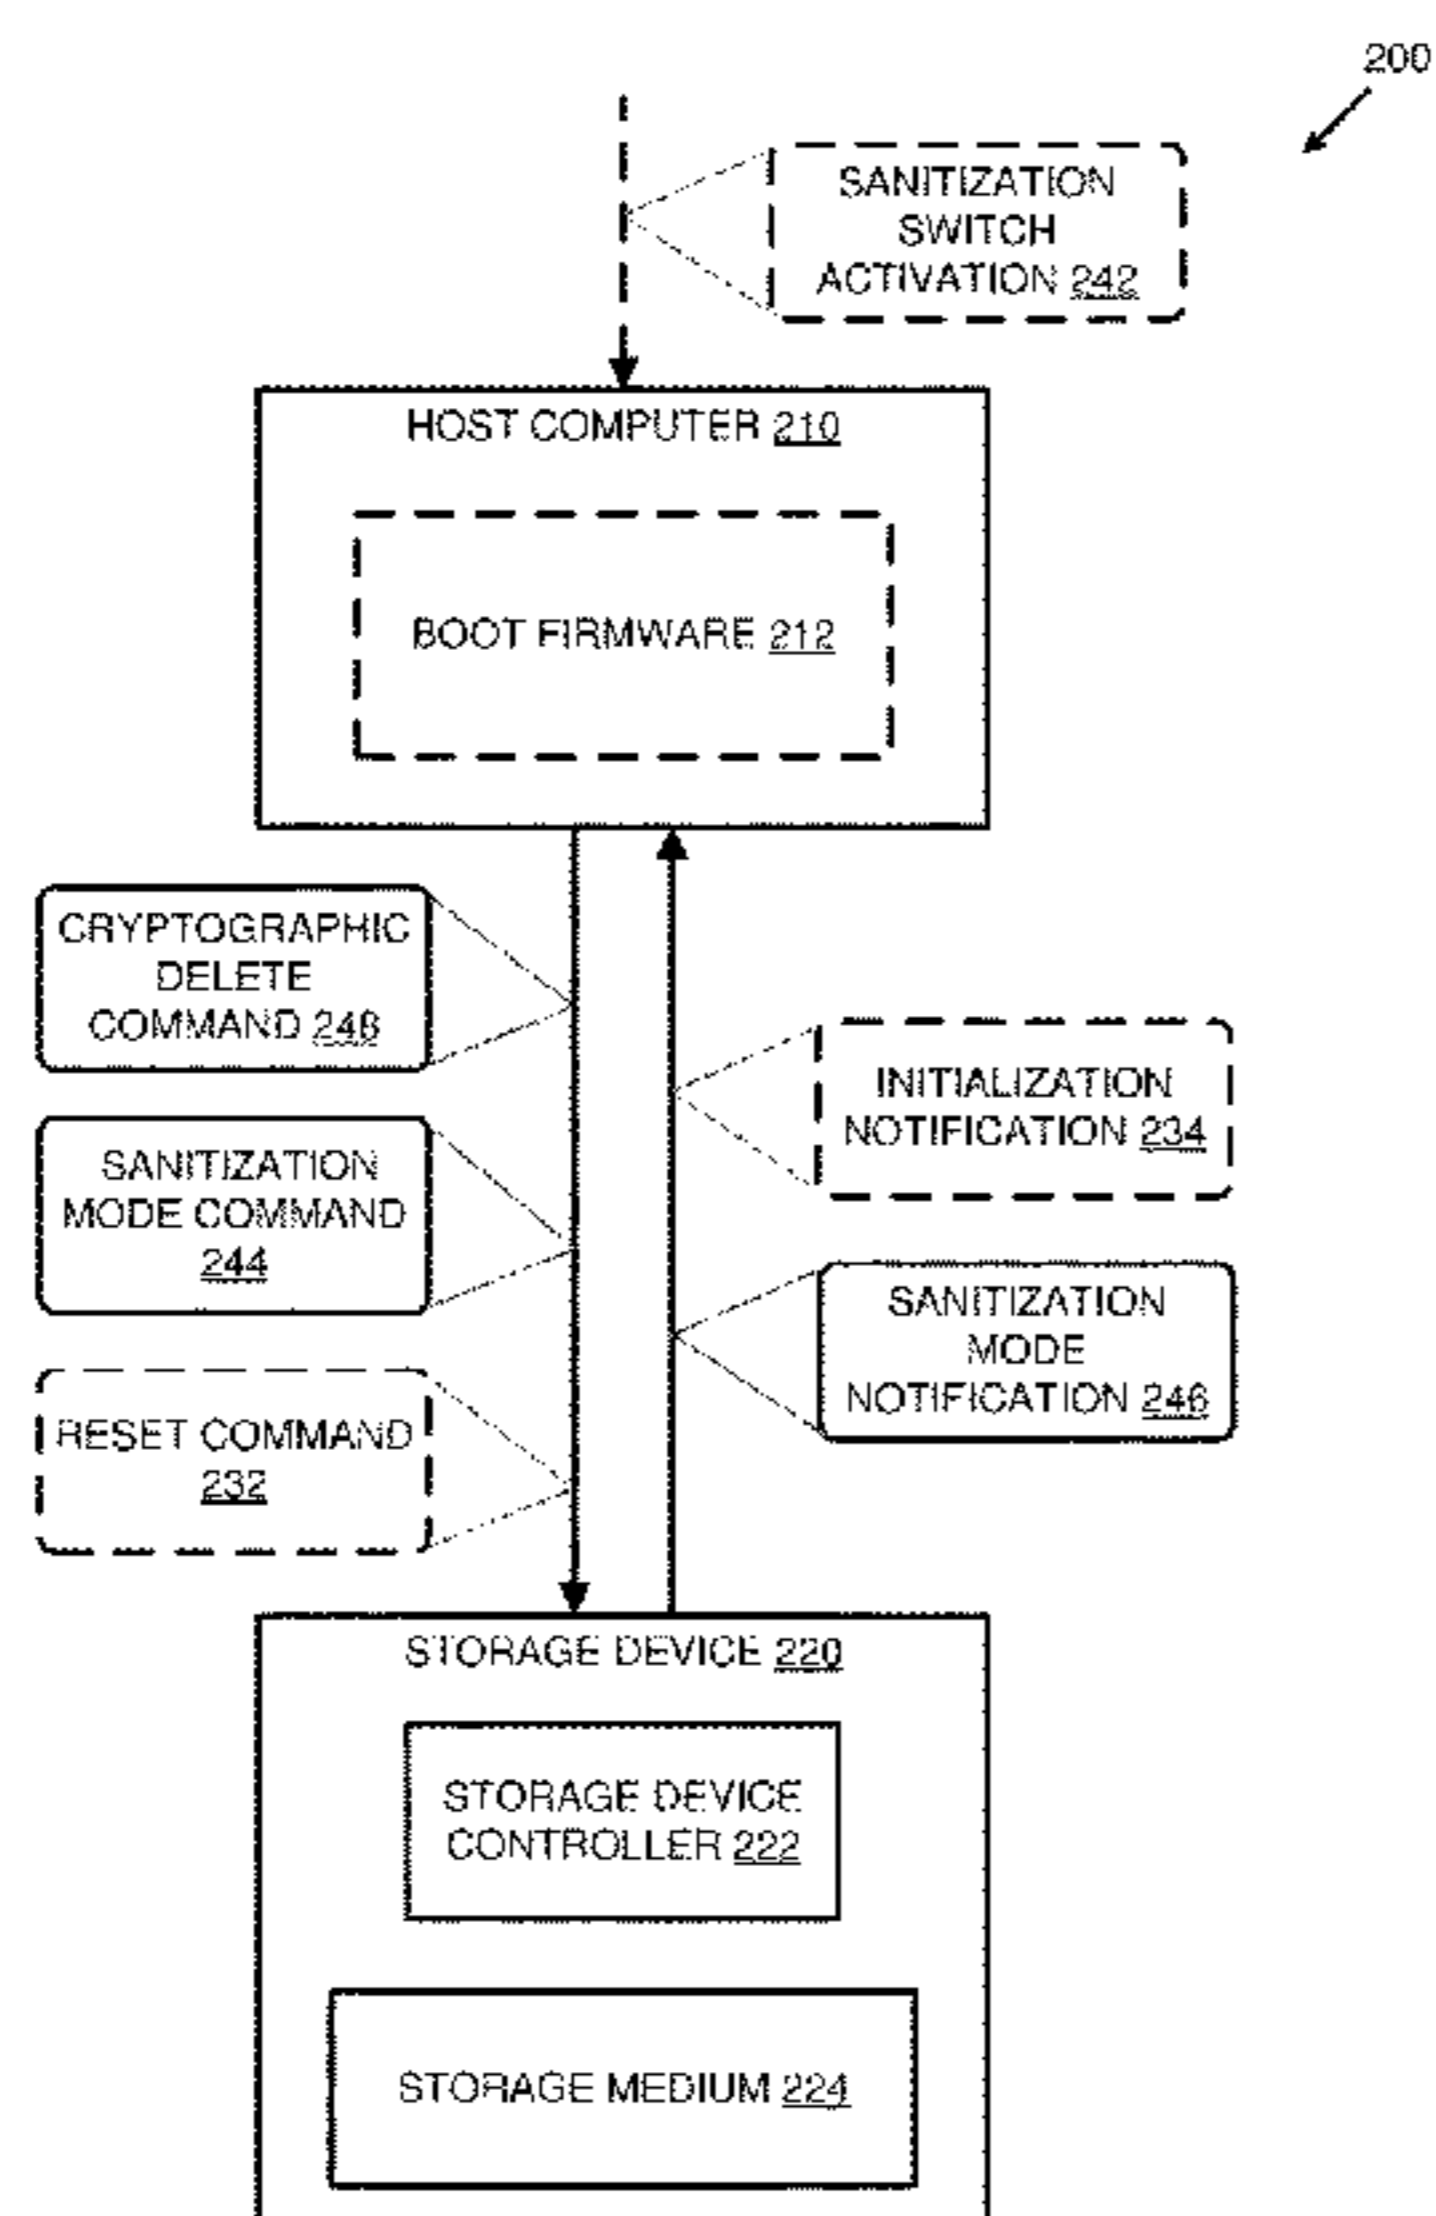 200
SANITIZATION
SWITCH
ACTIVATION 242
HOST COMPUTER 210
BOOT FIRMWARE 212
CRYPTOGRAPHIC
DELETE
COMMAND 248
INITIALIZATION
NOTIFICATION 234
SANITIZATION
MODE COMMAND
244
SANITIZATION
MODE
NOTIFICATION 246
RESET COMMAND
232
STORAGE DEVICE 220
STORAGE DEVICE
CONTROLLER 222
STORAGE MEDIUM 224